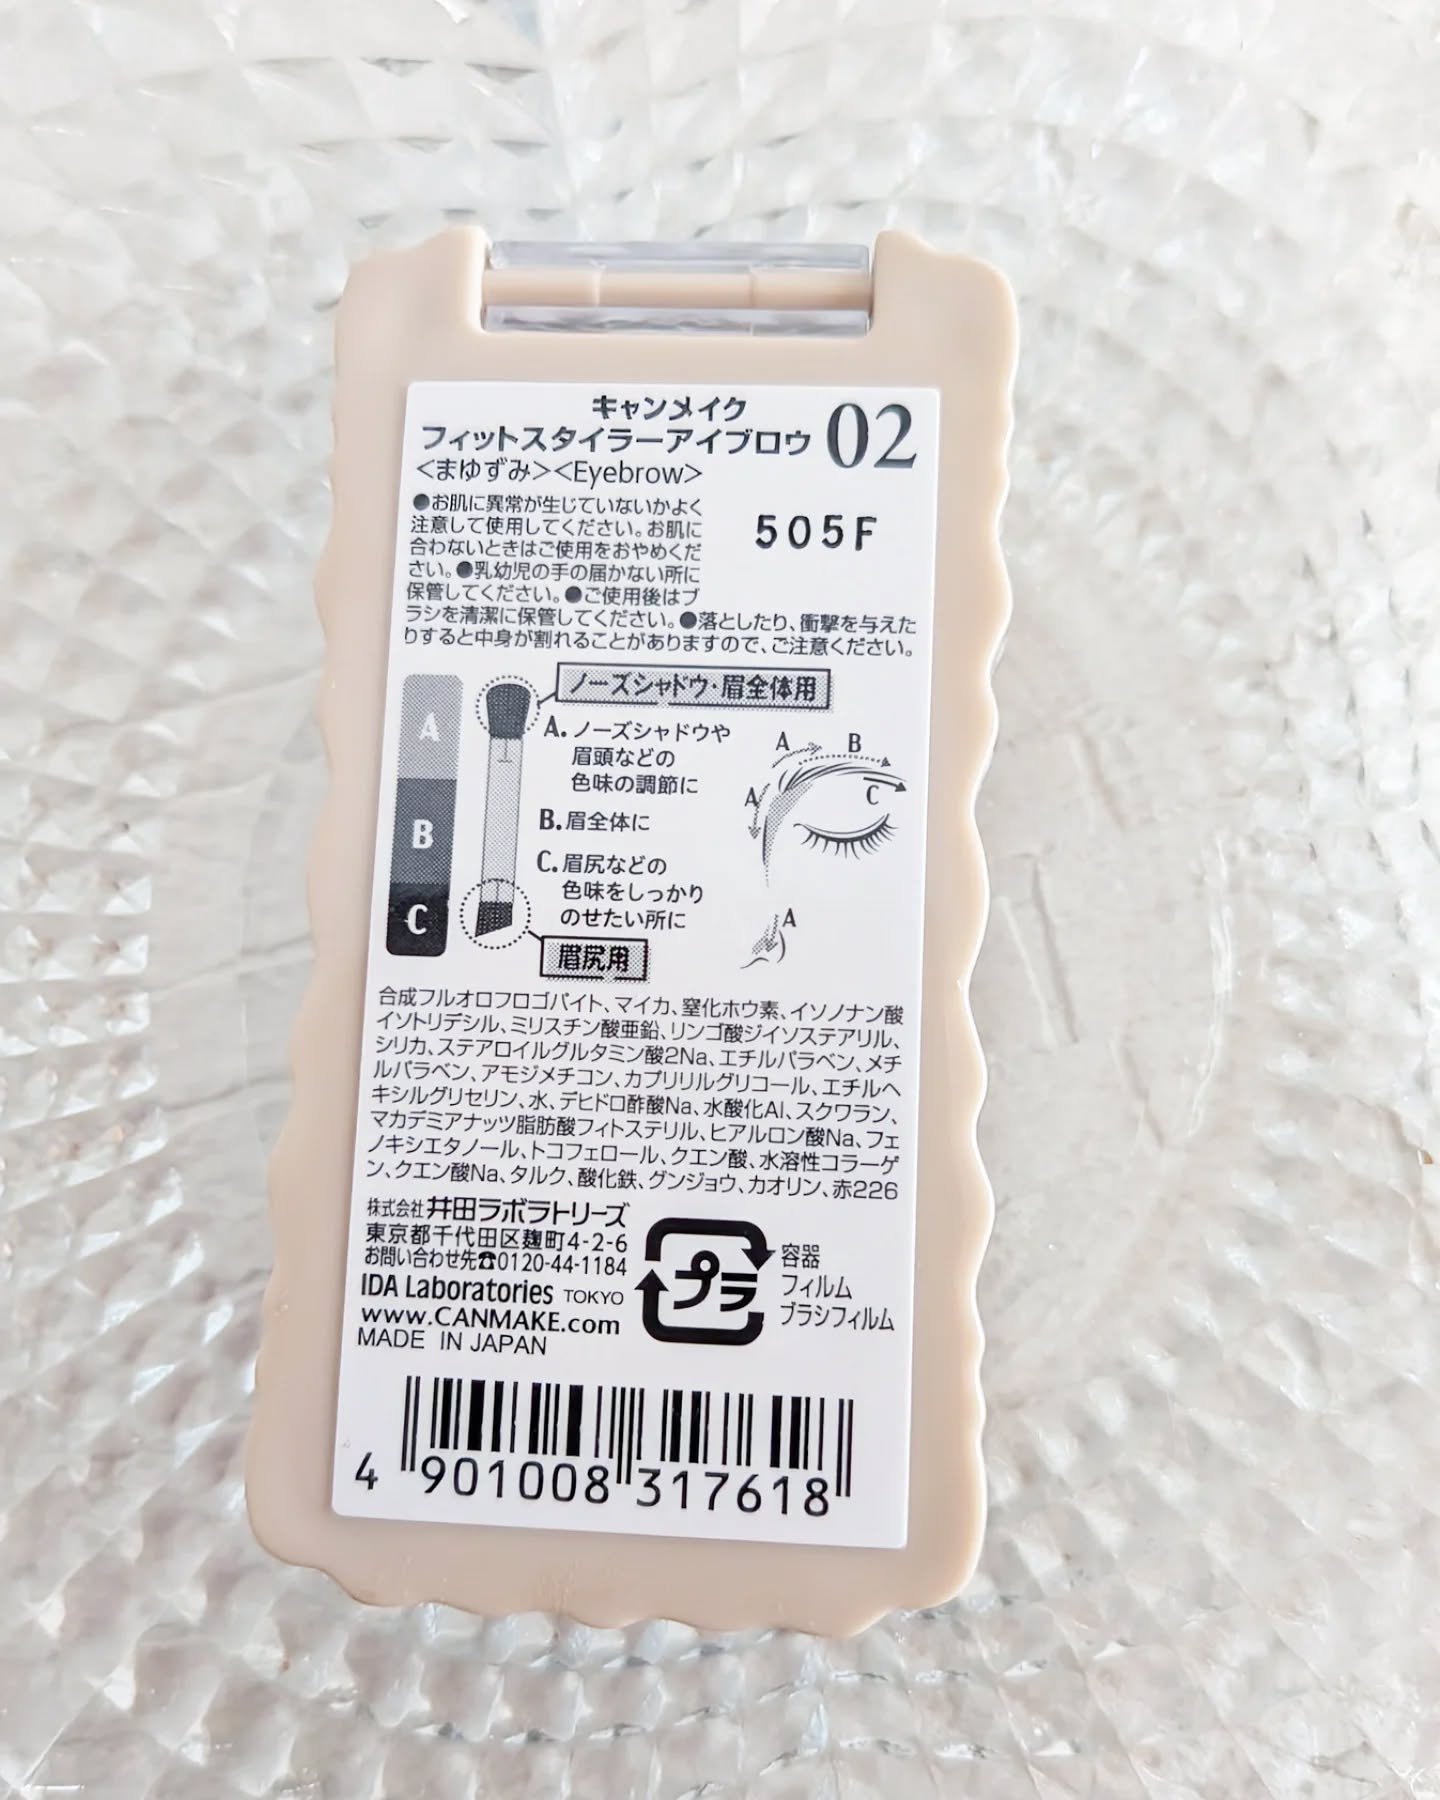 キャンメイク
フィットスタイラーアイブロウ
02
<まゆずみ><Eyebrow>
505F
●お肌に異常が生じていないかよく
注意して使用してください。お肌に
合わないときはご使用をおやめくだ
さい。●乳幼児の手の届かない所に
保管してください。●ご使用後はブ
ラシを清潔に保管してください。●落としたり、衝撃を与えた
りすると中身が割れることがありますので、ご注意ください。
ノーズシャドウ・眉全体用
A
B
C
A. ノーズシャドウや
眉頭などの
色味の調節に
B. 眉全体に
C. 眉尻などの
色味をしっかり
のせたい所に
眉尻用
A
B
A
C
A
合成フルオロフロゴパイト、マイカ、窒化ホウ素、イソノナン酸
イソトリデシル、ミリスチン酸亜鉛、リンゴ酸ジイソステアリル、
シリカ、ステアロイルグルタミン酸2Na、エチルパラベン、メチ
ルパラベン、アモジメチコン、カプリリルグリコール、エチルヘ
キシルグリセリン、水、デヒドロ酢酸Na、水酸化Al、スクワラン、
マカデミアナッツ脂肪酸フィトステリル、ヒアルロン酸Na、フェ
ノキシエタノール、トコフェロール、クエン酸、水溶性コラーゲ
ン、クエン酸Na、タルク、酸化鉄、グンジョウ、カオリン、赤226
株式会社 井田ラボラトリーズ
東京都千代田区麹町4-2-6
お問い合わせ先☎0120-44-1184
IDA Laboratories TOKYO
www.CANMAKE.com
MADE IN JAPAN
プラ
容器
フィルム
ブラシフィルム
4 901008 317618